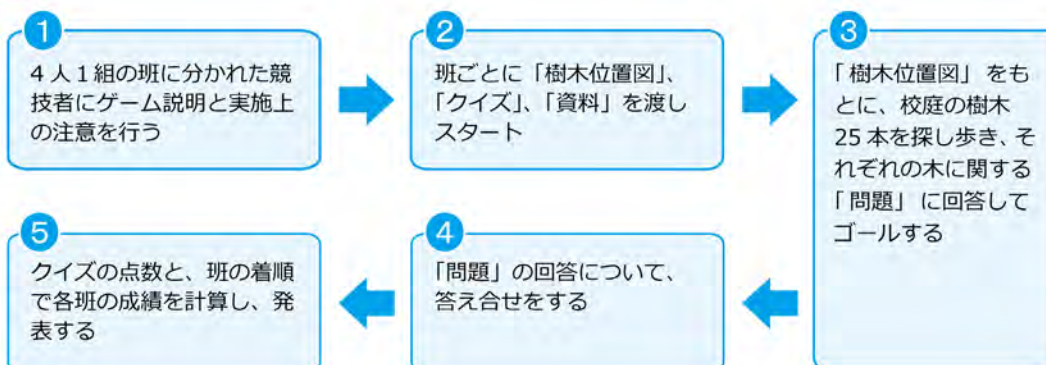 1
4人1組の班に分かれた競
技者にゲーム説明と実施上
の注意を行う
2
班ごとに「樹木位置図」、
「クイズ」、「資料」を渡し
スタート
3
「樹木位置図」をも
とに、校庭の樹木
25本を探し歩き、そ
れぞれの木に関する
「問題」に回答して
ゴールする
4
「問題」の回答について、
答え合せをする
5
クイズの点数と、班の着順
で各班の成績を計算し、発
表する